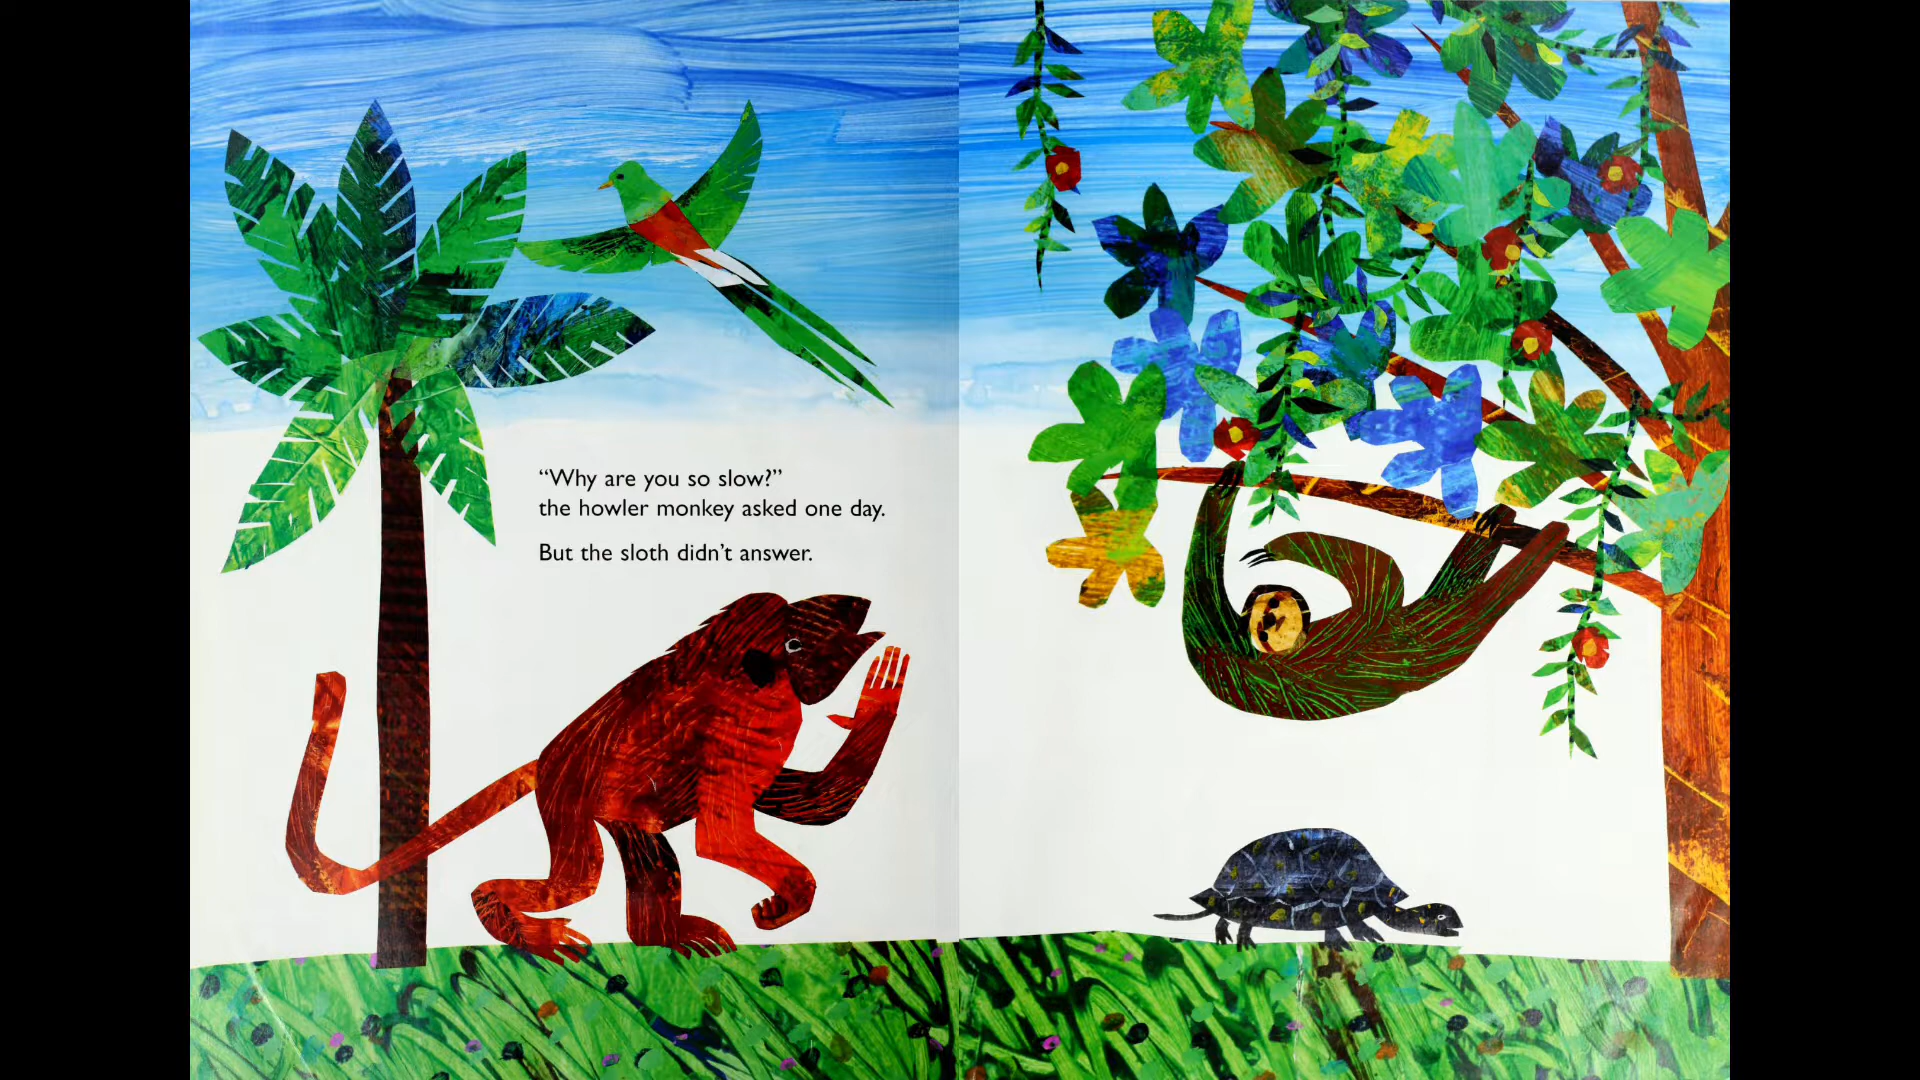 “Why are you so slow?”
the howler monkey asked one day.
But the sloth didn’t answer.